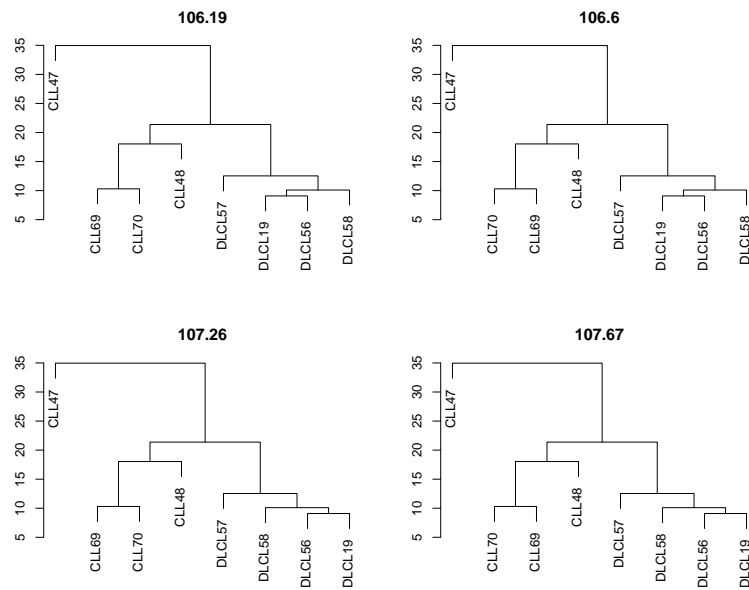 106.19
35
30
25
20
15
10
5
CLL47
CLL69
CLL70
CLL48
DLCL57
DLCL19
DLCL56
DLCL58
106.6
35
30
25
20
15
10
5
CLL47
CLL70
CLL69
CLL48
DLCL57
DLCL19
DLCL56
DLCL58
107.26
35
30
25
20
15
10
5
CLL47
CLL69
CLL70
CLL48
DLCL57
DLCL58
DLCL56
DLCL19
107.67
35
30
25
20
15
10
5
CLL47
CLL70
CLL69
CLL48
DLCL57
DLCL58
DLCL56
DLCL19